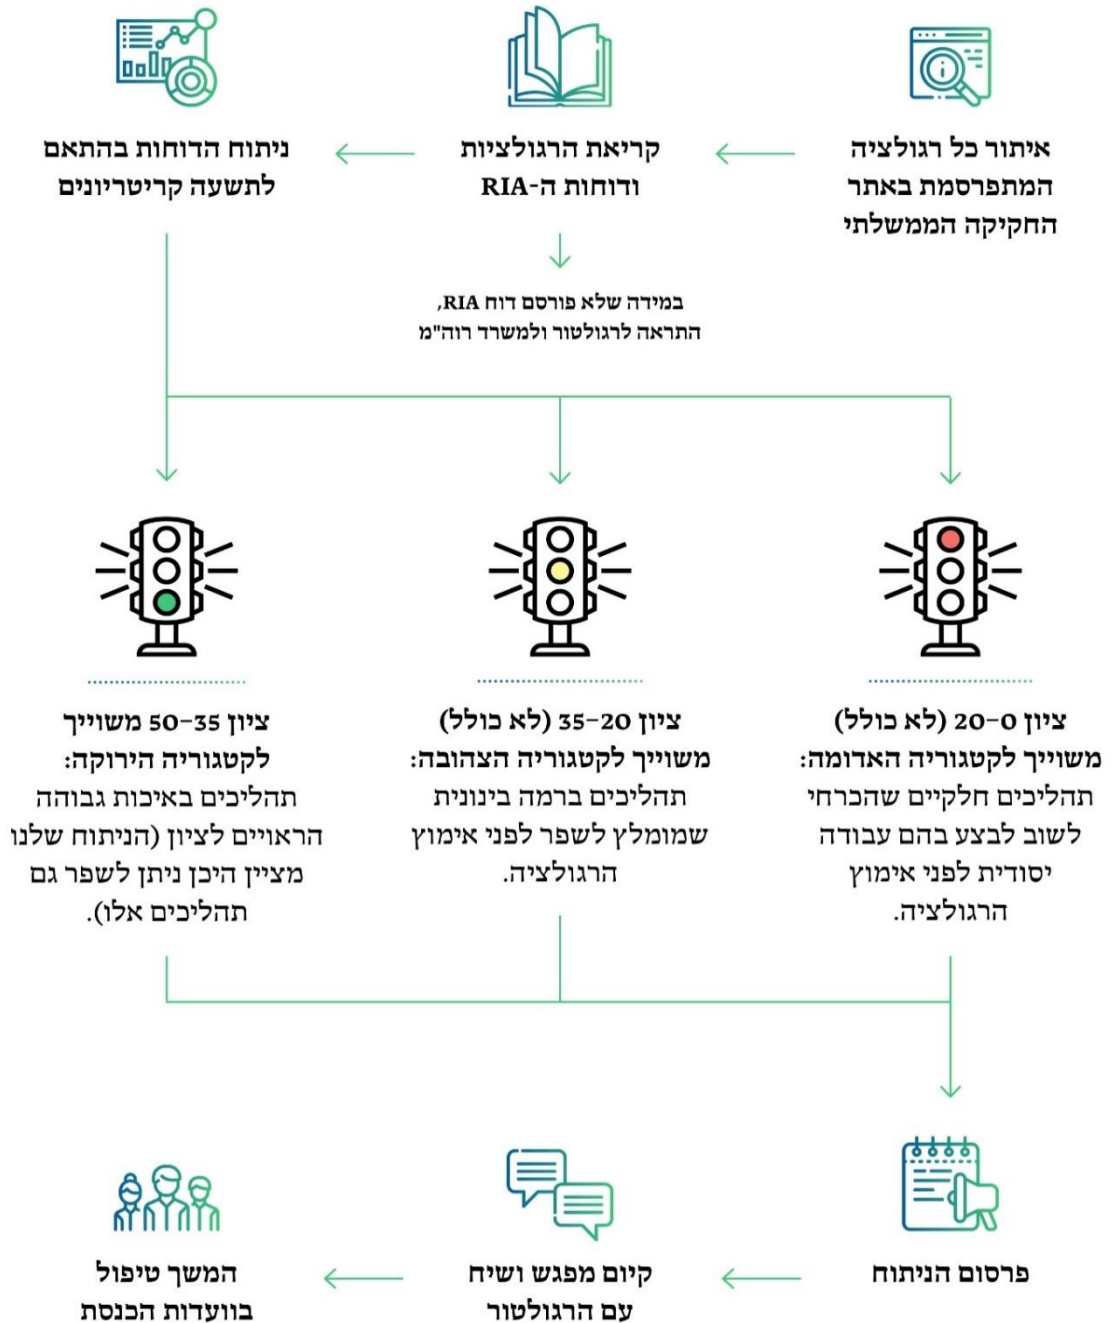 איתור כל רגולציה
המתפרסמת באתר
החקיקה הממשלתי
קריאת הרגולציות
ודוחות ה-RIA
ניתוח הדוחות בהתאם
לתשעה קריטריונים
במידה שלא פורסם דוח RIA,
התראה לרגולטור ולמשרד רוה"מ
ציון 20-0 (לא כולל)
משוייך לקטגוריה האדומה:
תהליכים חלקיים שהכרחי
לשוב לבצע בהם עבודה
יסודית לפני אימוץ
הרגולציה.
ציון 35-20 (לא כולל)
משוייך לקטגוריה הצהובה:
תהליכים ברמה בינונית
שמומלץ לשפר לפני אימוץ
הרגולציה.
ציון 50-35 משוייך
לקטגוריה הירוקה:
תהליכים באיכות גבוהה
הראויים לציון (הניתוח שלנו
מציין היכן ניתן לשפר גם
תהליכים אלו).
פרסום הניתוח
קיום מפגש ושיח
עם הרגולטור
המשך טיפול
בוועדות הכנסת